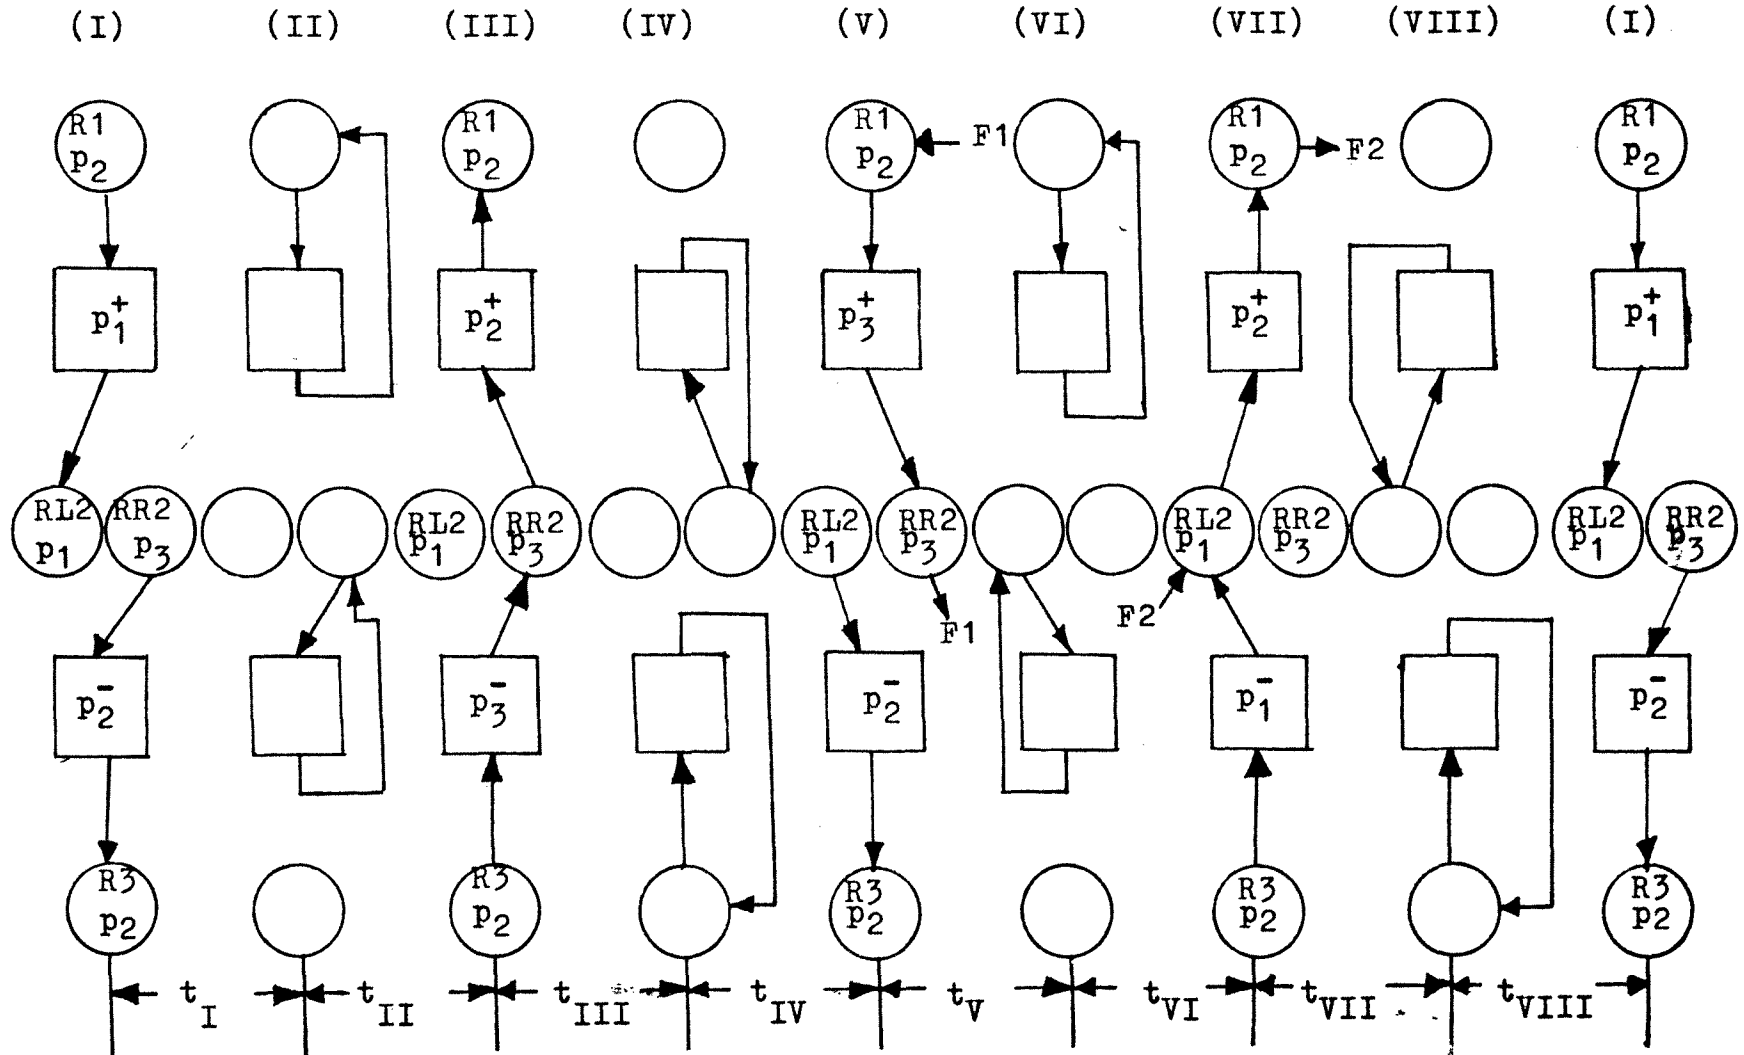 (I) (II) (III) (IV) (V) (VI) (VII) (VIII) (I)
R1 R1 R1 R1 R1
p2 p2 p2 F1 p2 F2 p2
p1+ p2+ p3+ p2+ p1+
RL2 RR2 RL2 RR2 RL2 RR2 RL2 RR2 RL2 RR2
p1 p3 p1 p3 p1 p3 p1 p3 p1 p3
F1 F2
p2- p3- p2- p1- p2-
R3 R3 R3 R3 R3
p2 p2 p2 p2 p2
tI tII tIII tIV tV tVI tVII tVIII